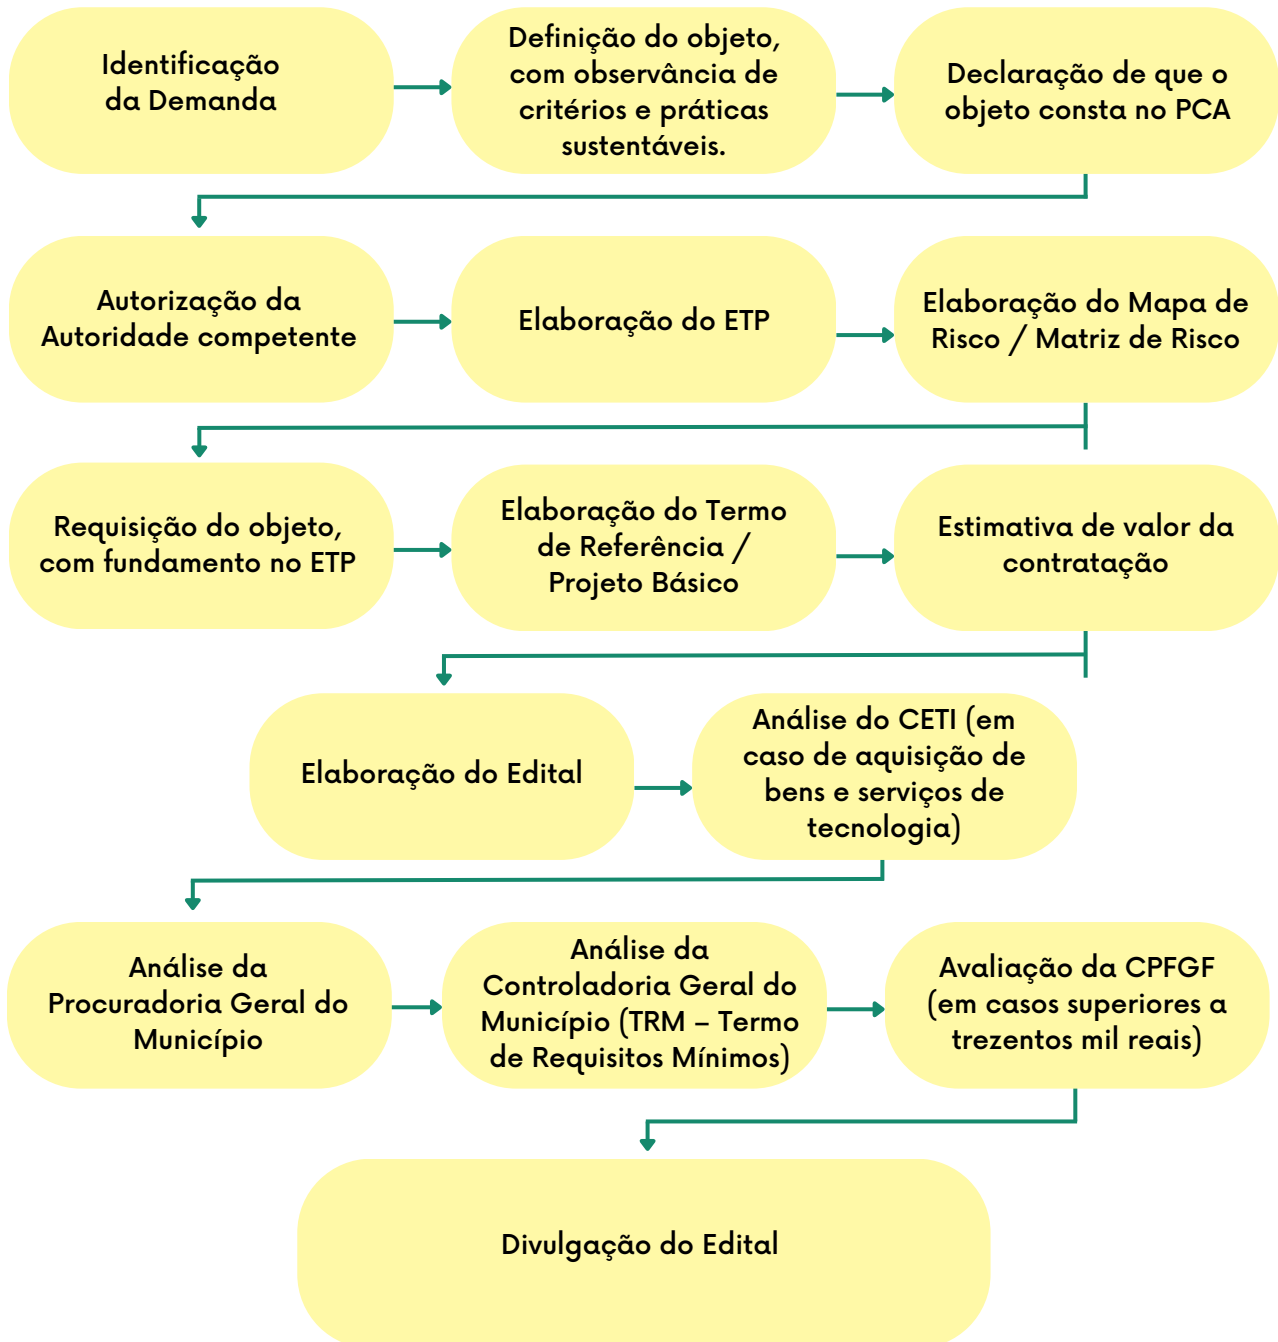 Identificação
da Demanda
Definição do objeto,
com observância de
critérios e práticas
sustentáveis.
Declaração de que o
objeto consta no PCA
Autorização da
Autoridade competente
Elaboração do ETP
Elaboração do Mapa de
Risco / Matriz de Risco
Requisição do objeto,
com fundamento no ETP
Elaboração do Termo
de Referência /
Projeto Básico
Estimativa de valor da
contratação
Elaboração do Edital
Análise do CETI (em
caso de aquisição de
bens e serviços de
tecnologia)
Análise da
Procuradoria Geral do
Município
Análise da
Controladoria Geral do
Município (TRM – Termo
de Requisitos Mínimos)
Avaliação da CPFGF
(em casos superiores a
trezentos mil reais)
Divulgação do Edital